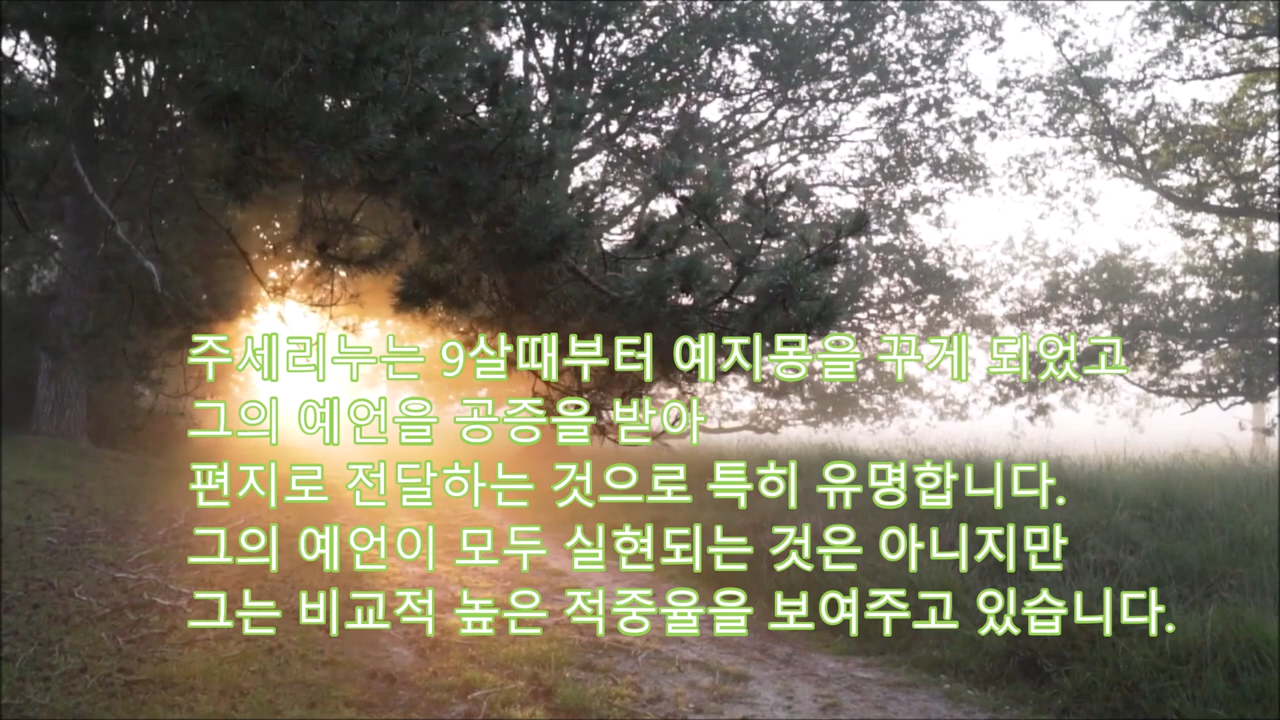 주세리누는 9살때부터 예지몽을 꾸게 되었고
그의 예언을 공증을 받아
편지로 전달하는 것으로 특히 유명합니다.
그의 예언이 모두 실현되는 것은 아니지만
그는 비교적 높은 적중율을 보여주고 있습니다.